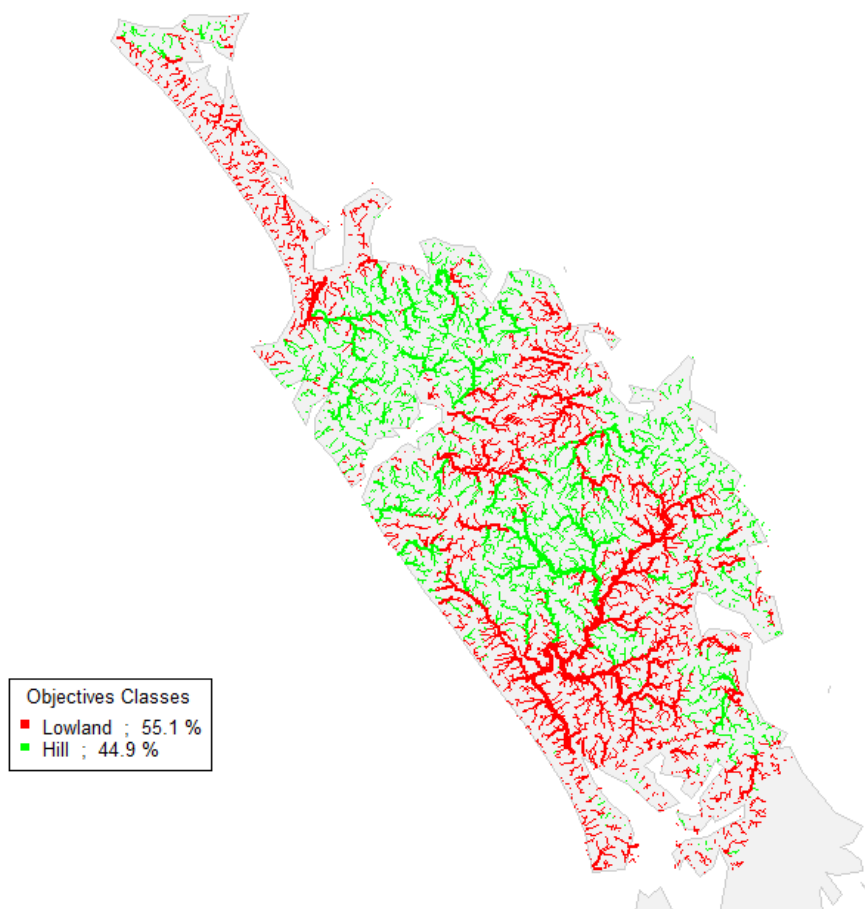 Objectives Classes
Lowland ; 55.1 %
Hill ; 44.9 %